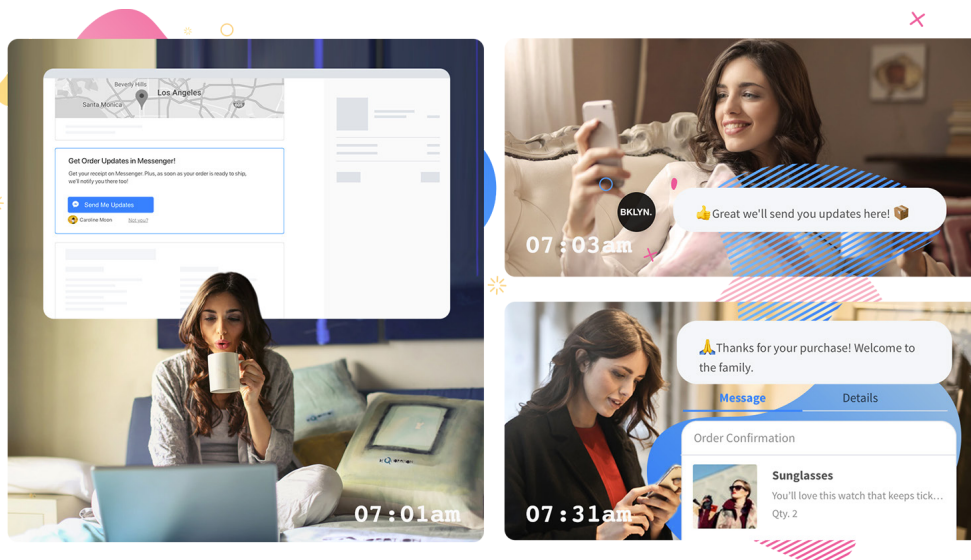 Beverly Hills
Los Angeles
Santa Monica
Get Order Updates in Messenger!
Get your receipt on Messenger. Plus, as soon as your order is ready to ship,
we'll notify you there too!
Send Me Updates
Caroline Moon Not you?
07:01am
BKLYN.
👍Great we'll send you updates here! 📦
07:03am
🙏Thanks for your purchase! Welcome to
the family.
Message Details
Order Confirmation
Sunglasses
You'll love this watch that keeps tick...
Qty. 2
07:31am